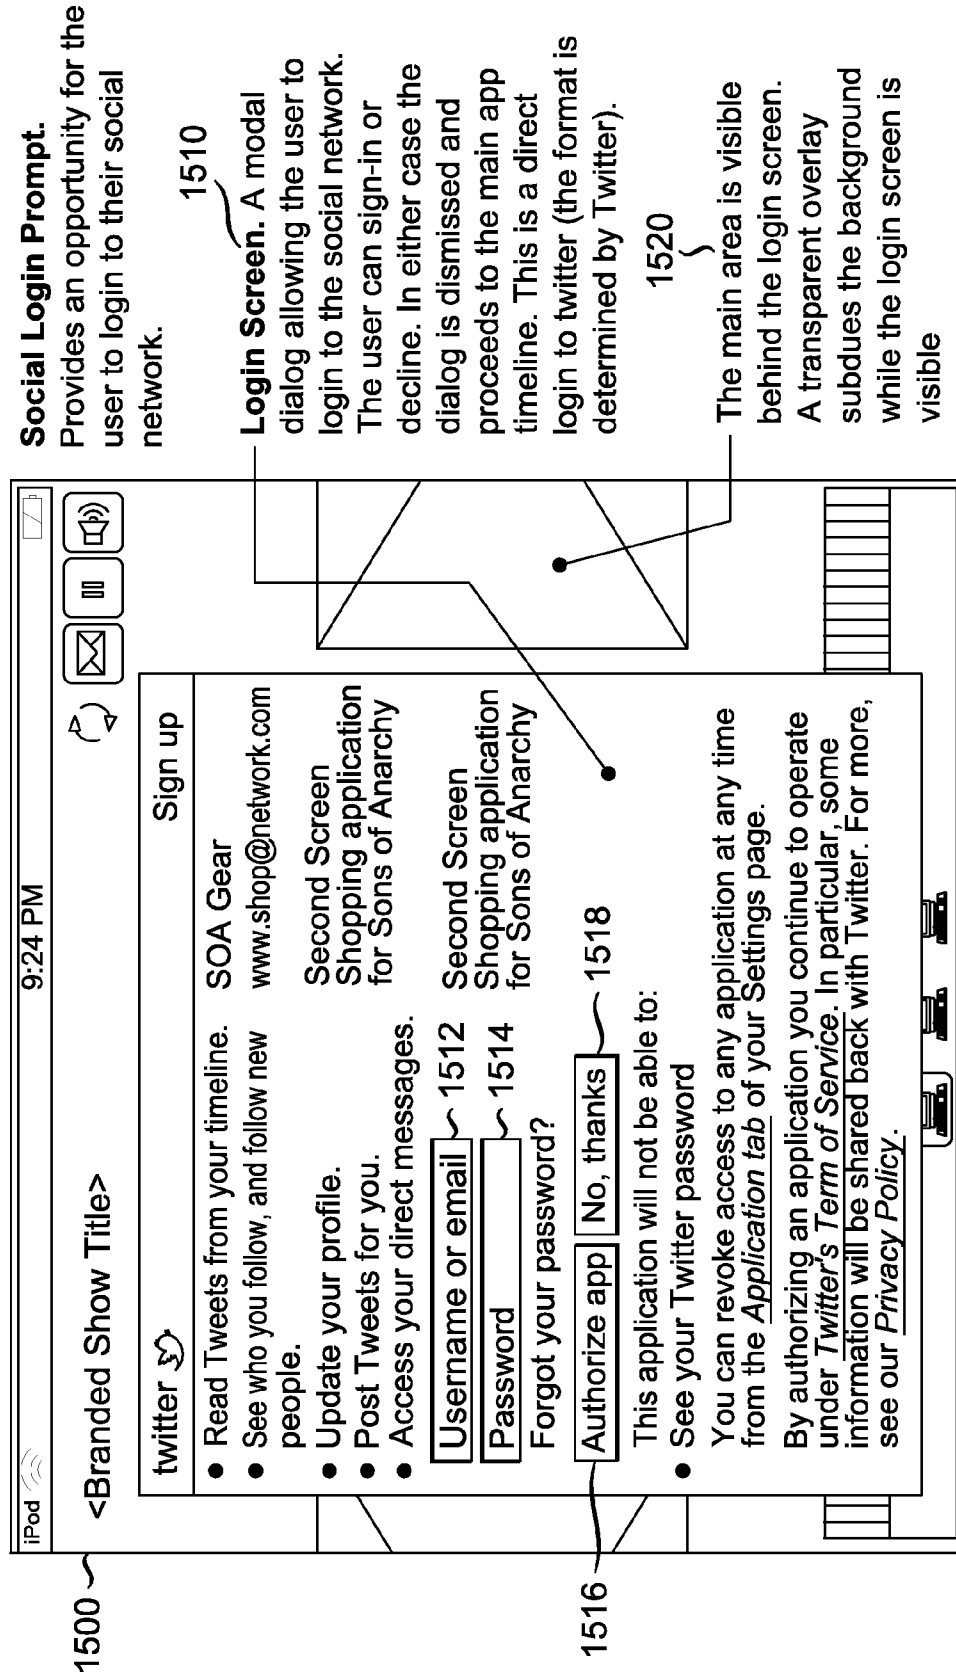 iPod 9:24 PM
1500
<Branded Show Title>
twitter Sign up
• Read Tweets from your timeline.
• See who you follow, and follow new
people.
• Update your profile.
• Post Tweets for you.
• Access your direct messages.
SOA Gear
www.shop@network.com
Second Screen
Shopping application
for Sons of Anarchy
Username or email 1512
Password 1514
Second Screen
Shopping application
for Sons of Anarchy
Forgot your password?
1516 Authorize app No, thanks 1518
This application will not be able to:
• See your Twitter password
You can revoke access to any application at any time
from the Application tab of your Settings page.
By authorizing an application you continue to operate
under Twitter's Term of Service. In particular, some
information will be shared back with Twitter. For more,
see our Privacy Policy.
Social Login Prompt.
Provides an opportunity for the
user to login to their social
network.
1510
Login Screen. A modal
dialog allowing the user to
login to the social network.
The user can sign-in or
decline. In either case the
dialog is dismissed and
proceeds to the main app
timeline. This is a direct
login to twitter (the format is
determined by Twitter).
1520
The main area is visible
behind the login screen.
A transparent overlay
subdues the background
while the login screen is
visible